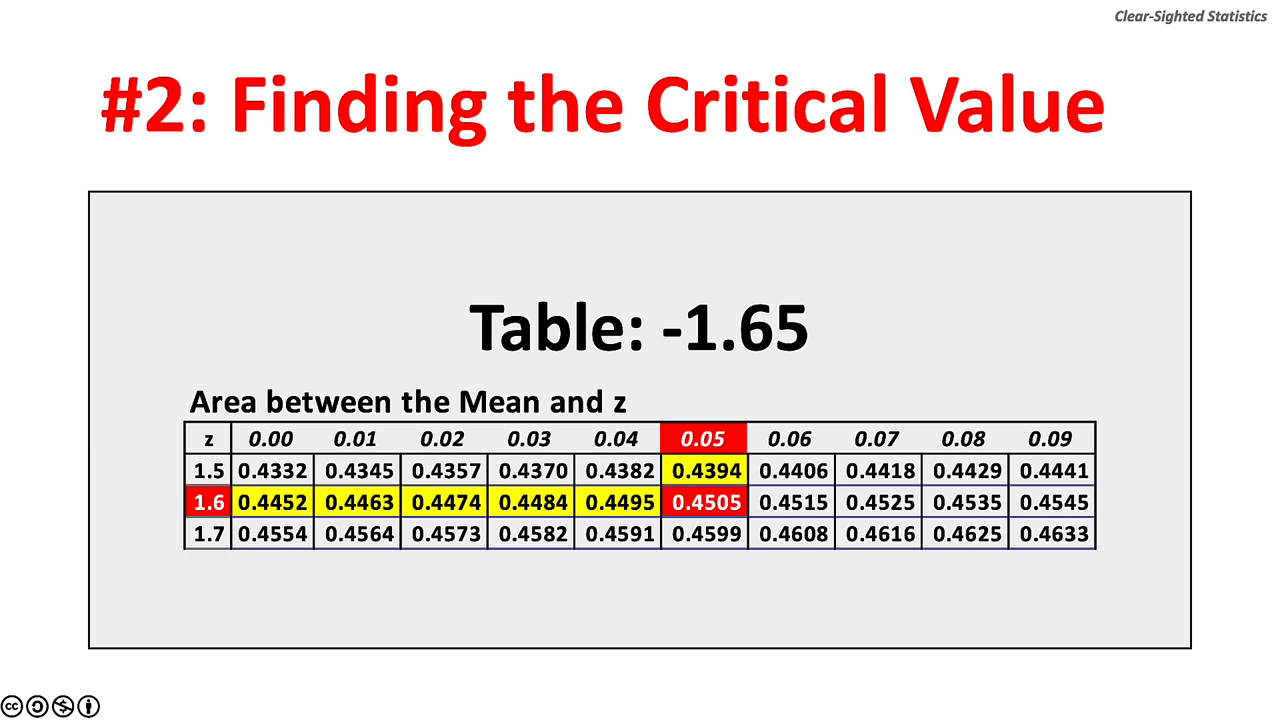 Clear-Sighted Statistics
#2: Finding the Critical Value
Table: -1.65
Area between the Mean and z
z 0.00 0.01 0.02 0.03 0.04 0.05 0.06 0.07 0.08 0.09
1.5 0.4332 0.4345 0.4357 0.4370 0.4382 0.4394 0.4406 0.4418 0.4429 0.4441
1.6 0.4452 0.4463 0.4474 0.4484 0.4495 0.4505 0.4515 0.4525 0.4535 0.4545
1.7 0.4554 0.4564 0.4573 0.4582 0.4591 0.4599 0.4608 0.4616 0.4625 0.4633
cc